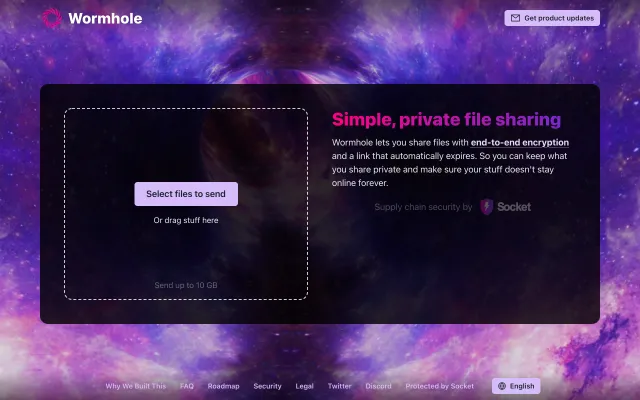 Wormhole
Get product updates
Select files to send
Or drag stuff here
Send up to 10 GB
Simple, private file sharing
Wormhole lets you share files with end-to-end encryption
and a link that automatically expires. So you can keep what
you share private and make sure your stuff doesn't stay
online forever.
Supply chain security by Socket
Why We Built This FAQ Roadmap Security Legal Twitter Discord Protected by Socket English